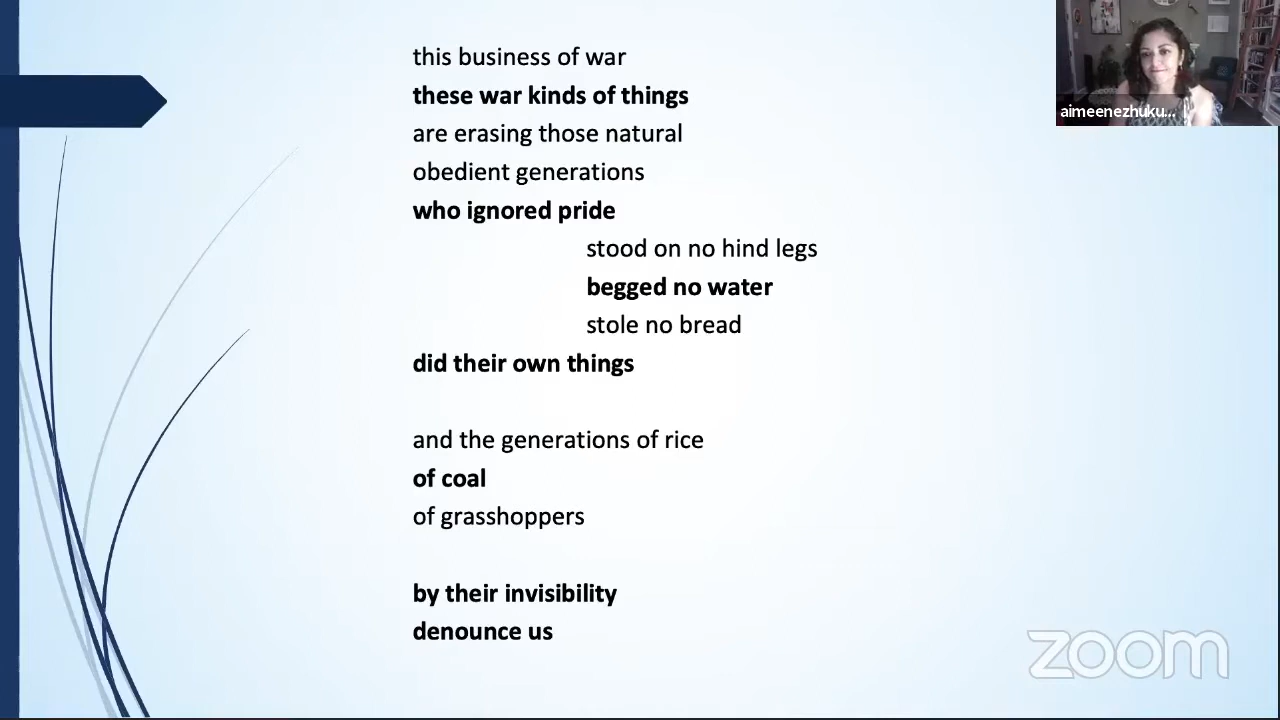 this business of war
these war kinds of things
are erasing those natural
obedient generations
who ignored pride
stood on no hind legs
begged no water
stole no bread
did their own things
and the generations of rice
of coal
of grasshoppers
by their invisibility
denounce us
aimeenezhuku...
zoom